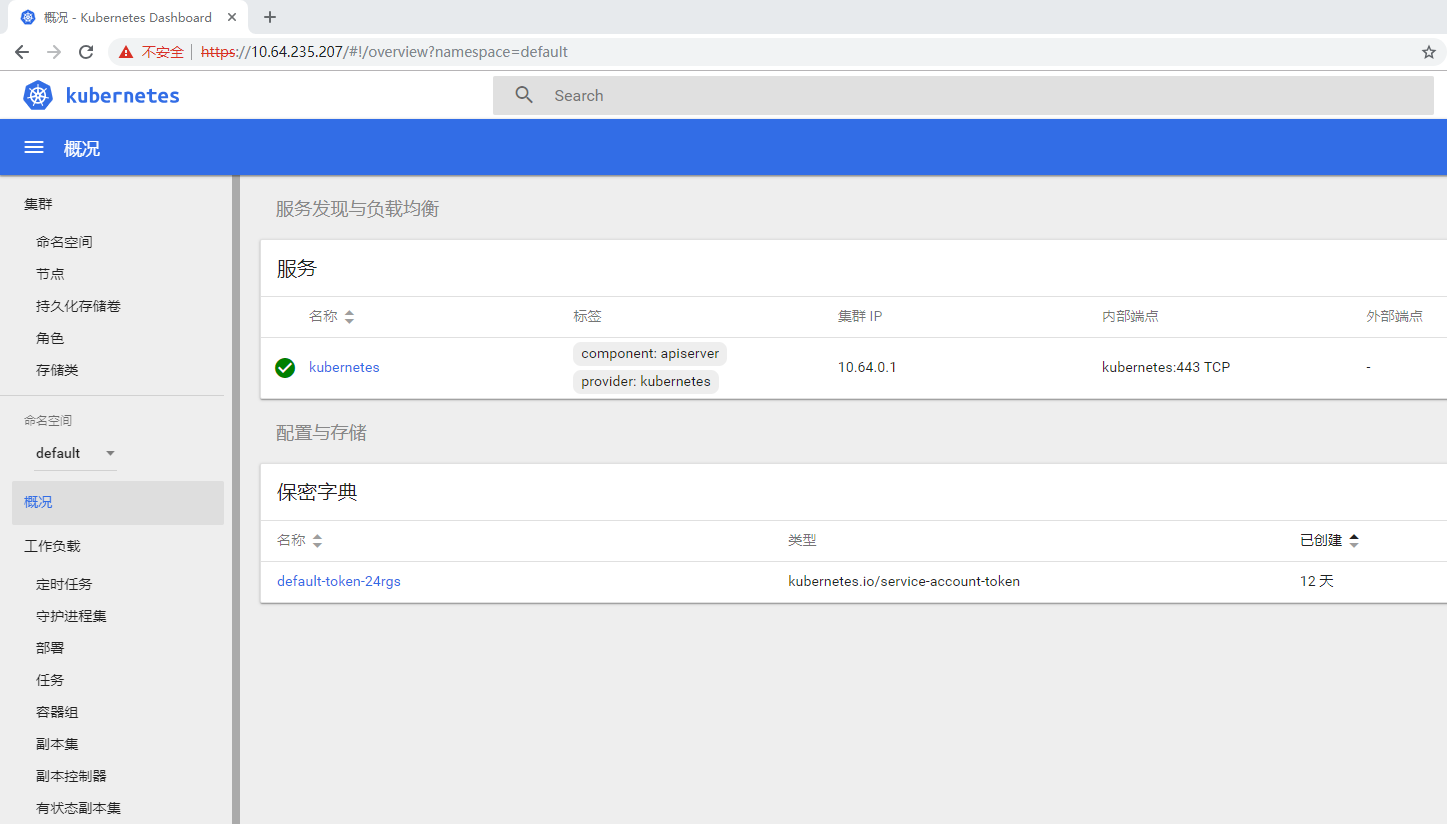 概况 - Kubernetes Dashboard
不安全 https://10.64.235.207/#!/overview?namespace=default
kubernetes
Search
概况
集群
命名空间
节点
持久化存储卷
角色
存储类
命名空间
default
概况
工作负载
定时任务
守护进程集
部署
任务
容器组
副本集
副本控制器
有状态副本集
服务发现与负载均衡
服务
名称 标签 集群 IP 内部端点 外部端点
kubernetes component: apiserver 10.64.0.1 kubernetes:443 TCP -
provider: kubernetes
配置与存储
保密字典
名称 类型 已创建
default-token-24rgs kubernetes.io/service-account-token 12 天